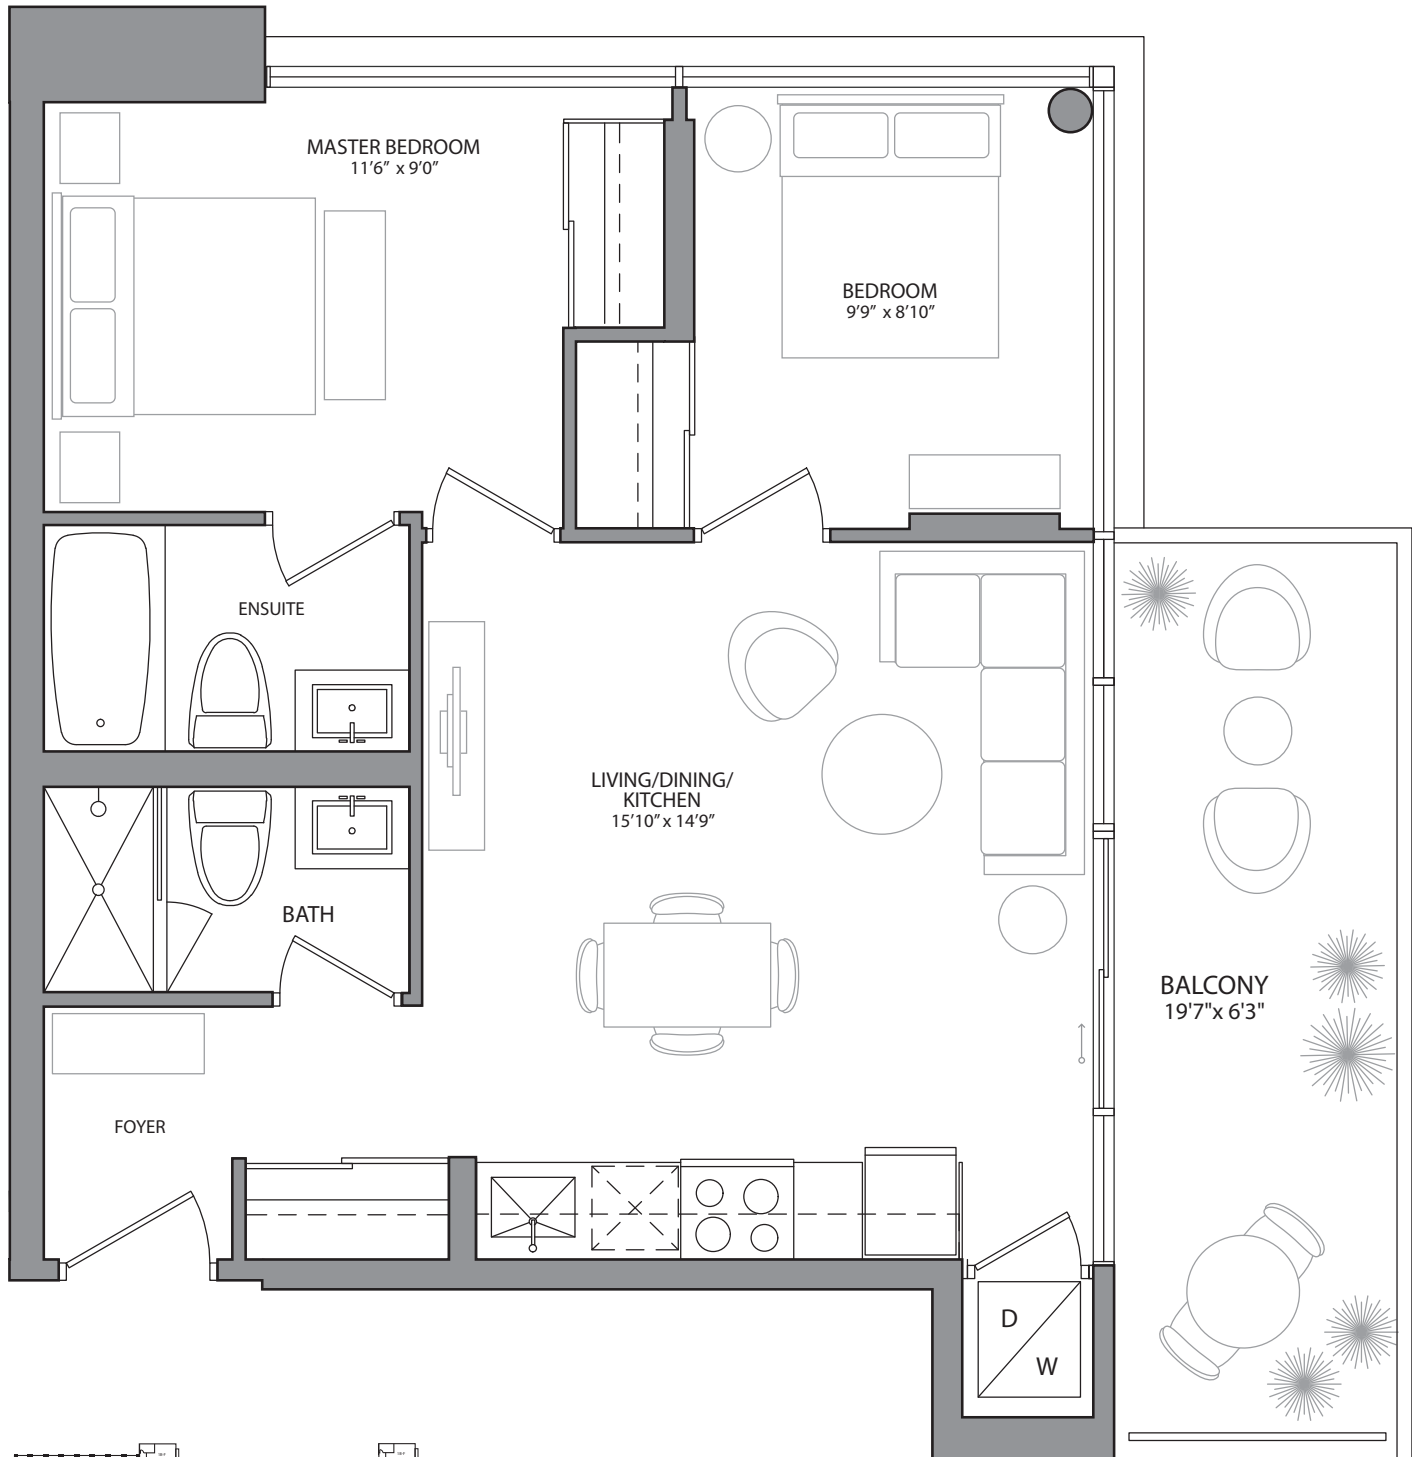 MASTER BEDROOM
11'6" x 9'0"
BEDROOM
9'9" x 8'10"
ENSUITE
LIVING/DINING/
KITCHEN
15'10" x 14'9"
BATH
BALCONY
19'7"x 6'3"
FOYER
D
W